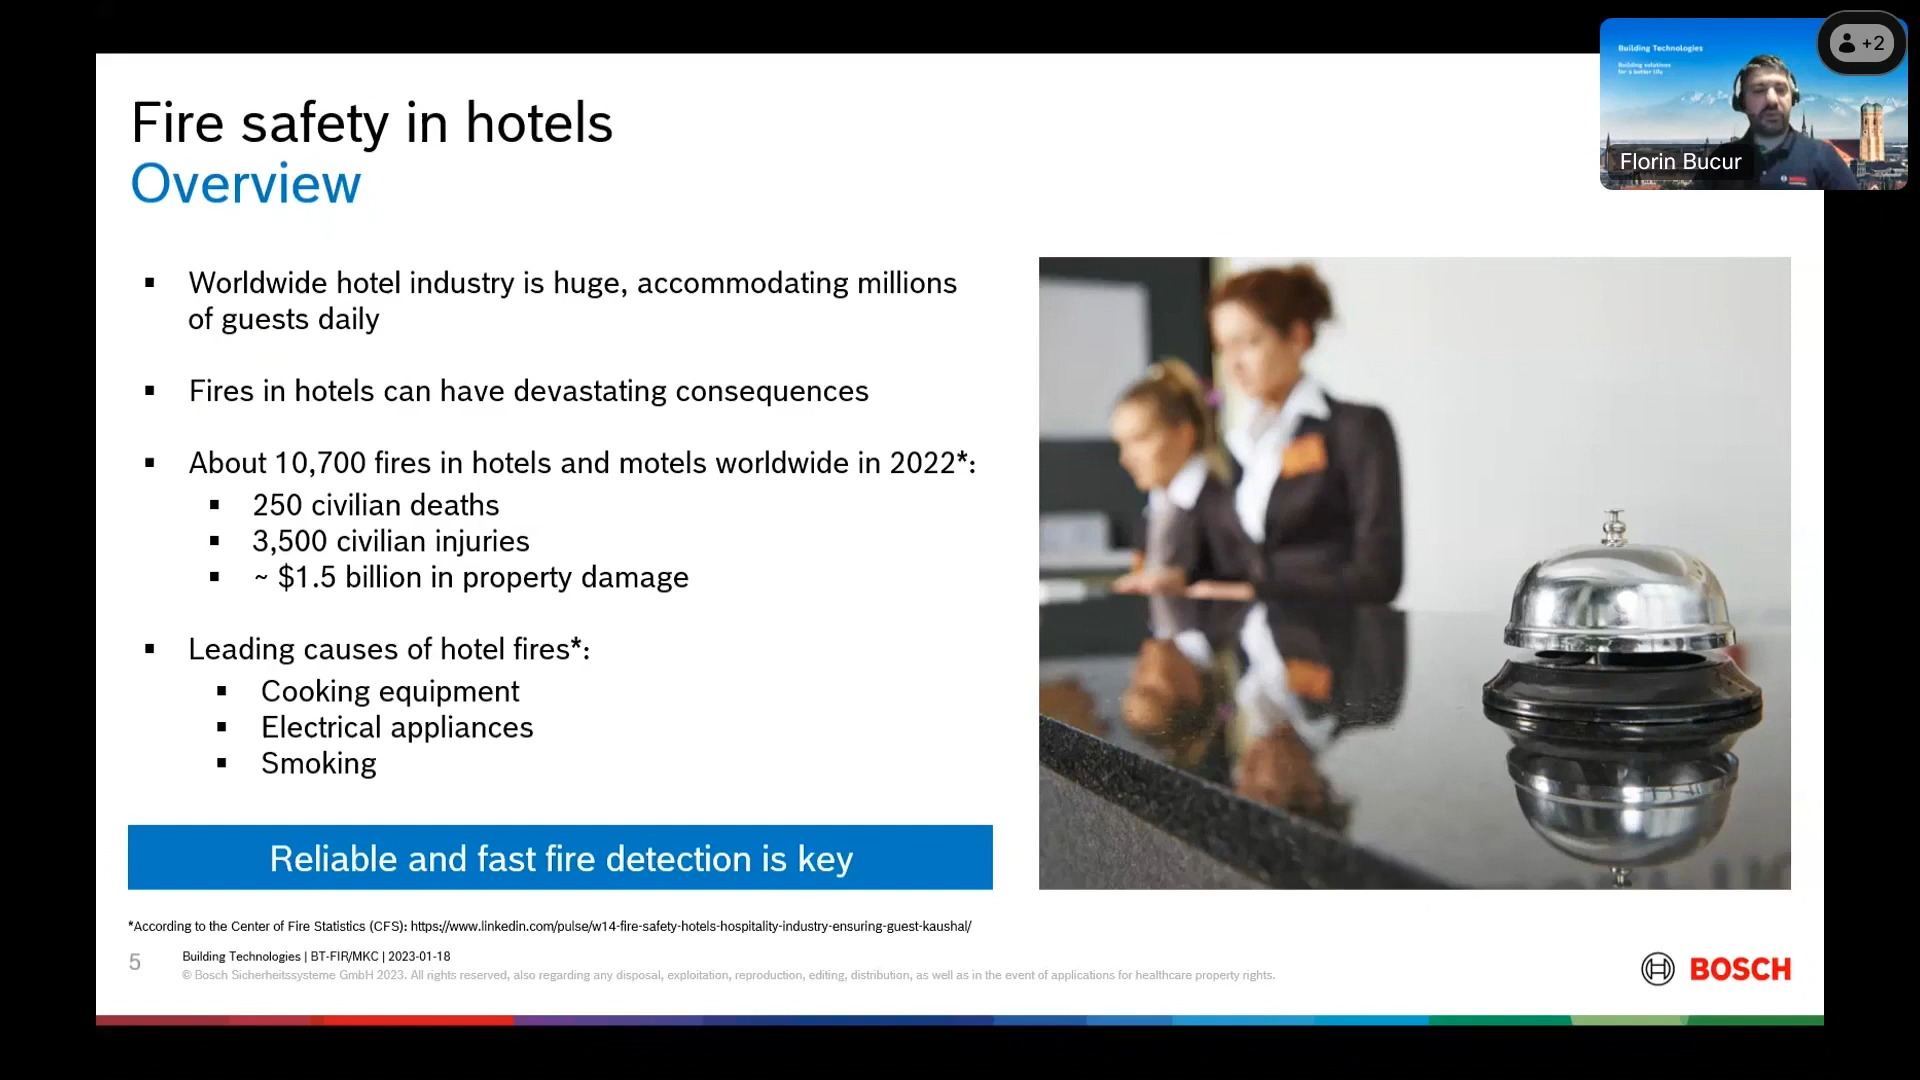 Building Technologies
Building solutions
for a better life
+2
Florin Bucur
Fire safety in hotels
Overview
▪ Worldwide hotel industry is huge, accommodating millions
of guests daily
▪ Fires in hotels can have devastating consequences
▪ About 10,700 fires in hotels and motels worldwide in 2022*:
▪ 250 civilian deaths
▪ 3,500 civilian injuries
▪ ~ $1.5 billion in property damage
▪ Leading causes of hotel fires*:
▪ Cooking equipment
▪ Electrical appliances
▪ Smoking
Reliable and fast fire detection is key
*According to the Center of Fire Statistics (CFS): https://www.linkedin.com/pulse/w14-fire-safety-hotels-hospitality-industry-ensuring-guest-kaushal/
5
Building Technologies | BT-FIR/MKC | 2023-01-18
© Bosch Sicherheitssysteme GmbH 2023. All rights reserved, also regarding any disposal, exploitation, reproduction, editing, distribution, as well as in the event of applications for healthcare property rights.
BOSCH